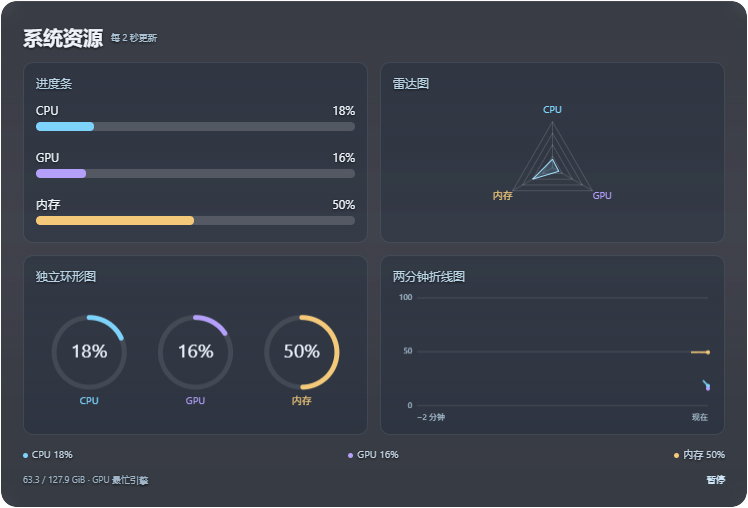 系统资源 每 2 秒更新
进度条
CPU 18%
GPU 16%
内存 50%
雷达图
CPU
内存 GPU
独立环形图
18% 16% 50%
CPU GPU 内存
两分钟折线图
100
50
0
−2 分钟 现在
CPU 18% GPU 16% 内存 50%
63.3 / 127.9 GiB · GPU 最忙引擎 暂停